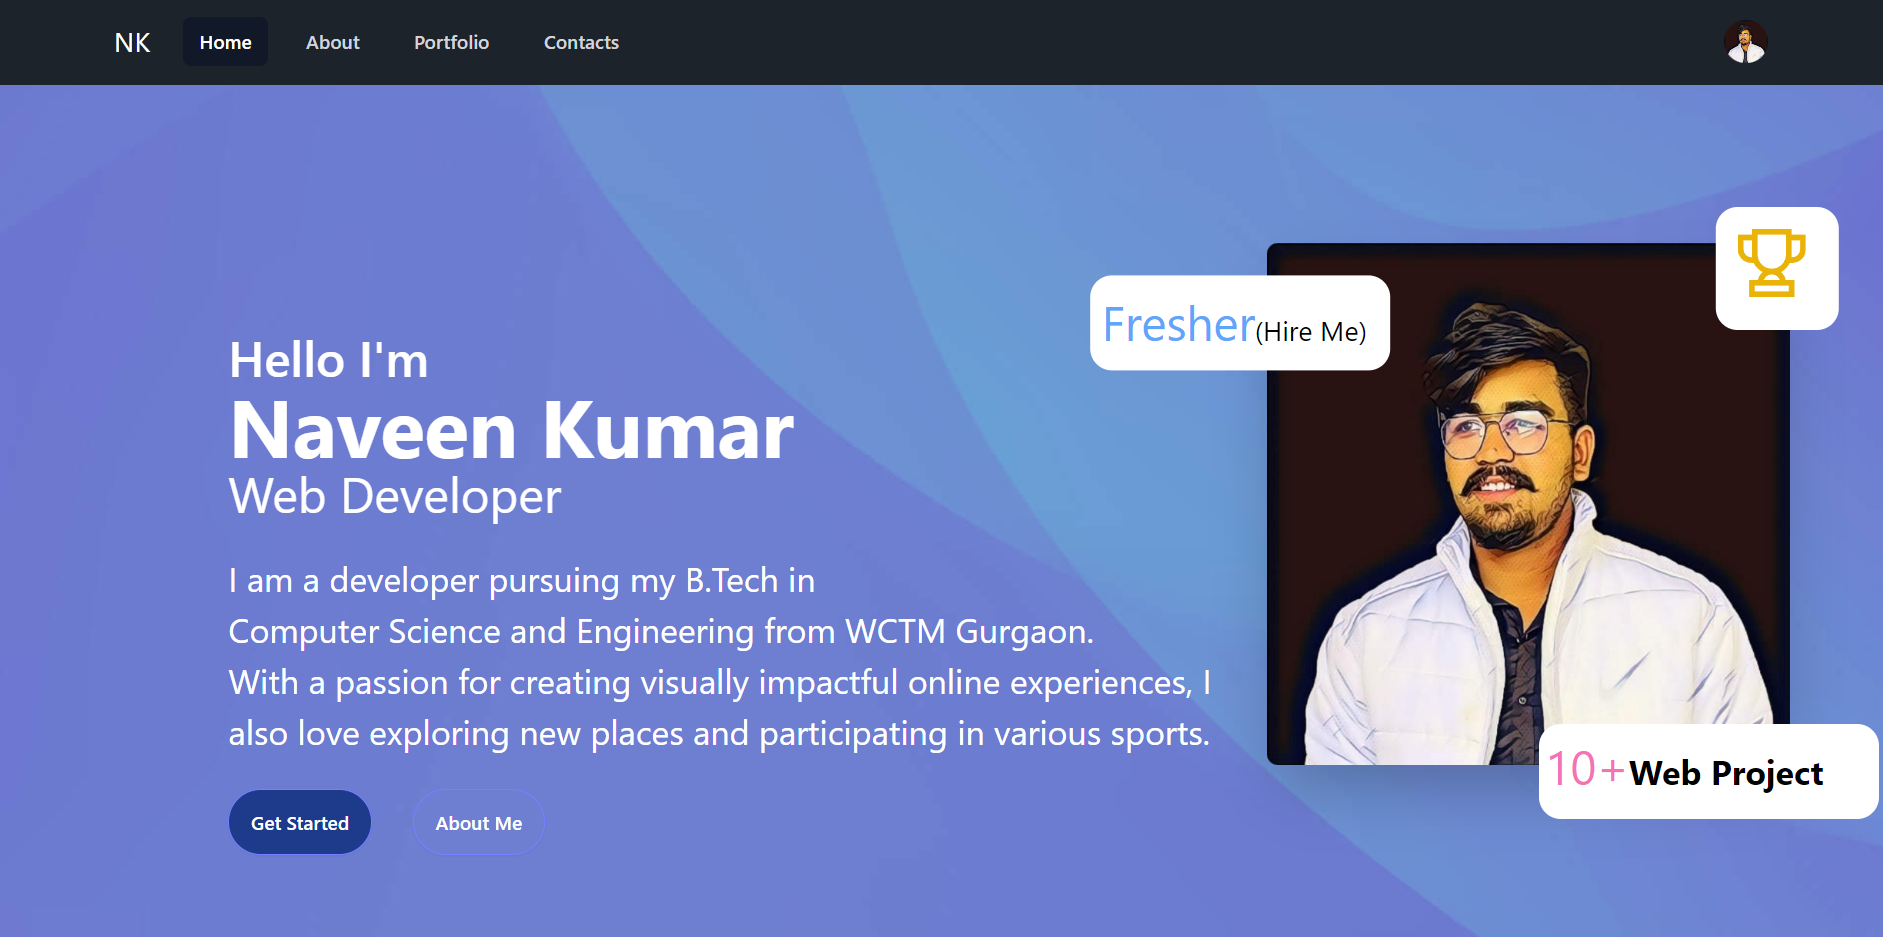 NK Home About Portfolio Contacts
Hello I'm
Naveen Kumar
Web Developer
I am a developer pursuing my B.Tech in
Computer Science and Engineering from WCTM Gurgaon.
With a passion for creating visually impactful online experiences, I
also love exploring new places and participating in various sports.
Get Started About Me
Fresher(Hire Me)
10+Web Project